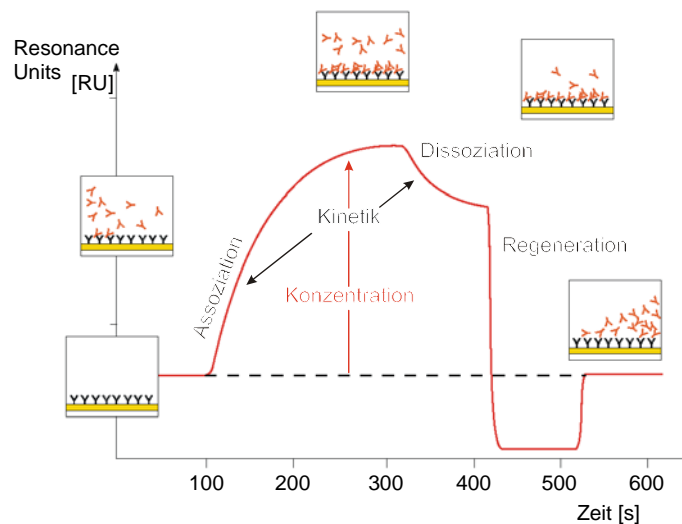 Resonance
Units
[RU]
Dissoziation
Kinetik
Assoziation
Regeneration
Konzentration
100
200
300
400
500
600
Zeit [s]